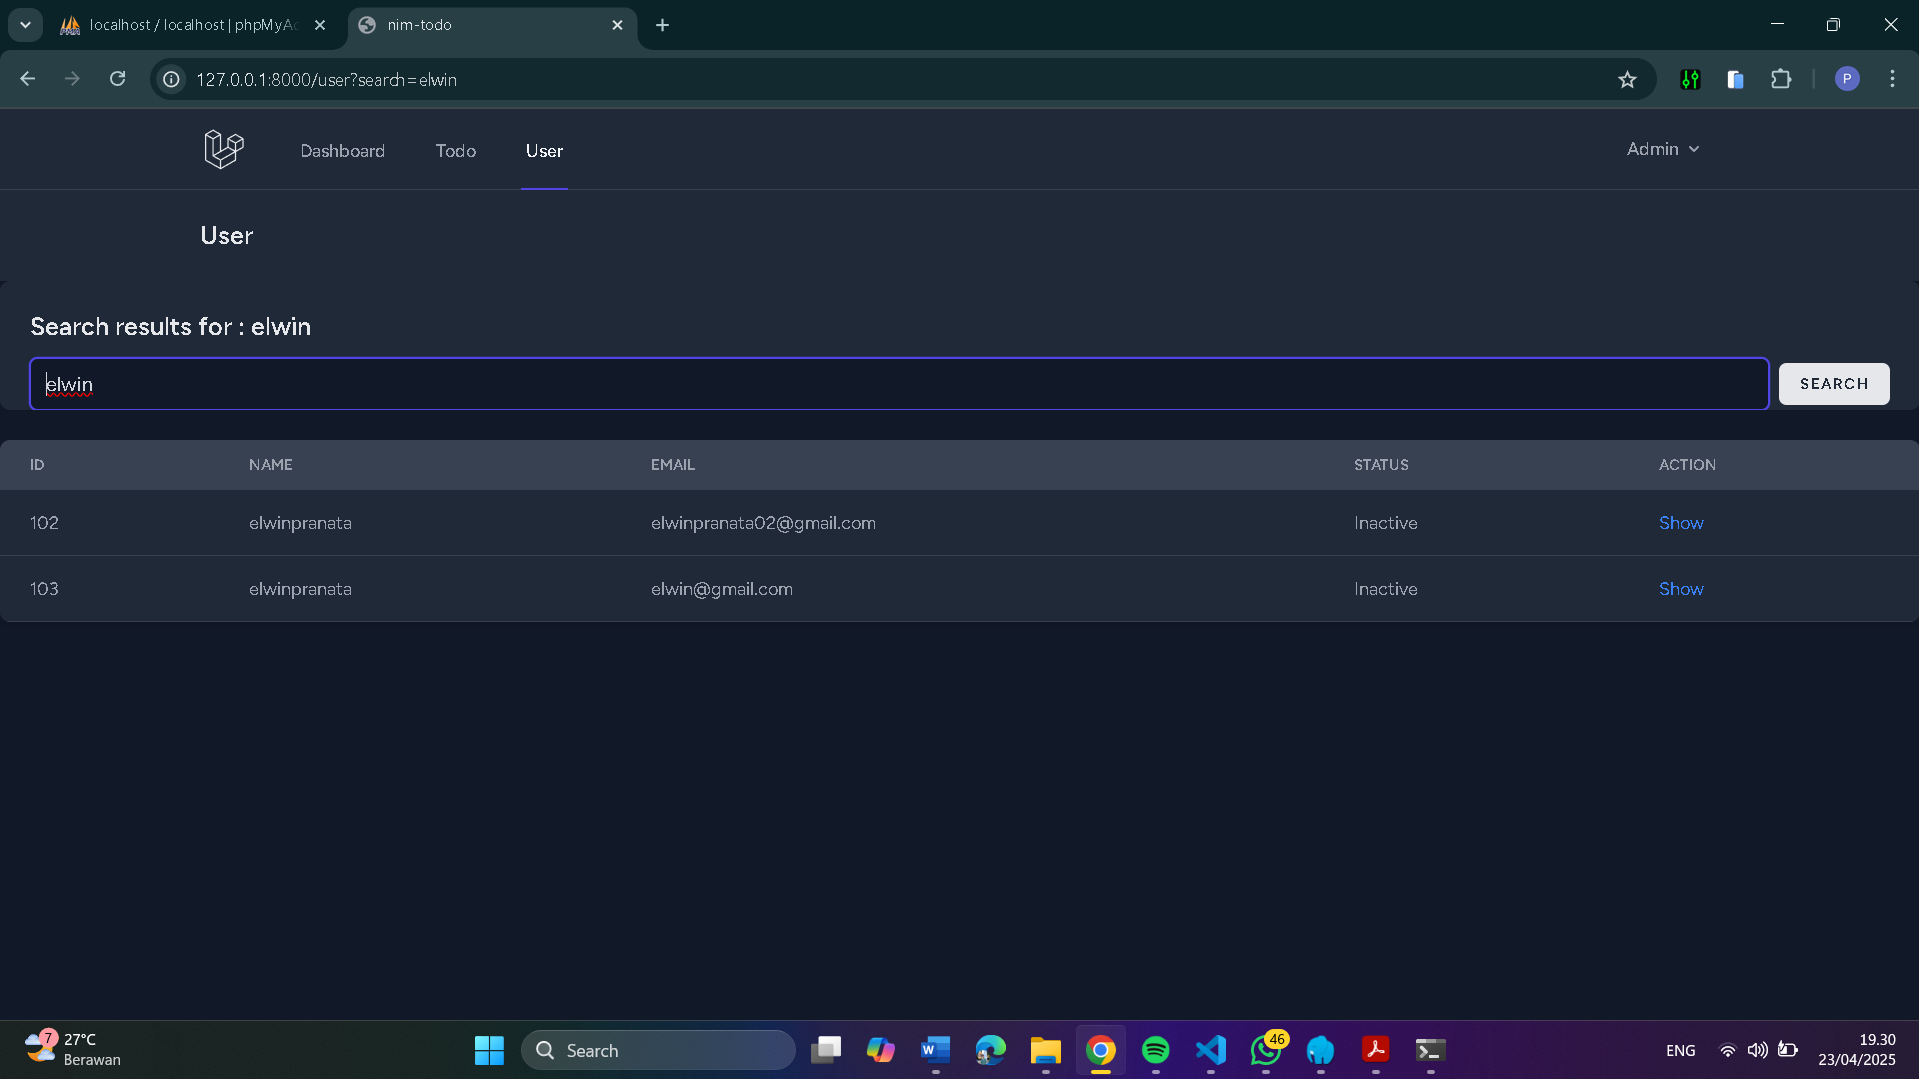 localhost / localhost | phpMyAc
nim-todo
127.0.0.1:8000/user?search=elwin
P
Dashboard Todo User Admin
User
Search results for : elwin
elwin SEARCH
ID NAME EMAIL STATUS ACTION
102 elwinpranata elwinpranata02@gmail.com Inactive Show
103 elwinpranata elwin@gmail.com Inactive Show
7 27°C
Berawan
Search
46
ENG
19.30
23/04/2025